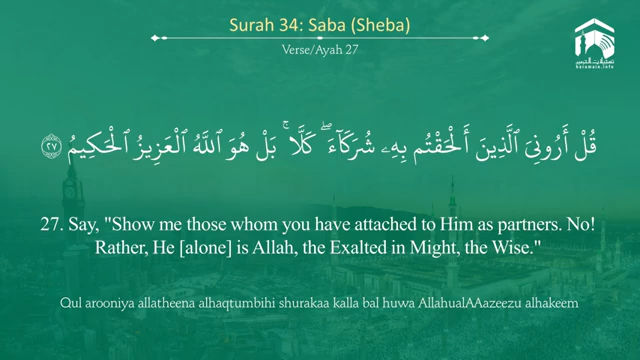 Surah 34: Saba (Sheba)
Verse/Ayah 27
haramain.info
قُلْ أَرُونِىَ ٱلَّذِينَ أَلْحَقْتُم بِهِۦ شُرَكَآءَ ۖ كَلَّا ۚ بَلْ هُوَ ٱللَّهُ ٱلْعَزِيزُ ٱلْحَكِيمُ ٢٧
27. Say, "Show me those whom you have attached to Him as partners. No!
Rather, He [alone] is Allah, the Exalted in Might, the Wise."
Qul arooniya allatheena alhaqtumbihi shurakaa kalla bal huwa AllahualAAazeezu alhakeem